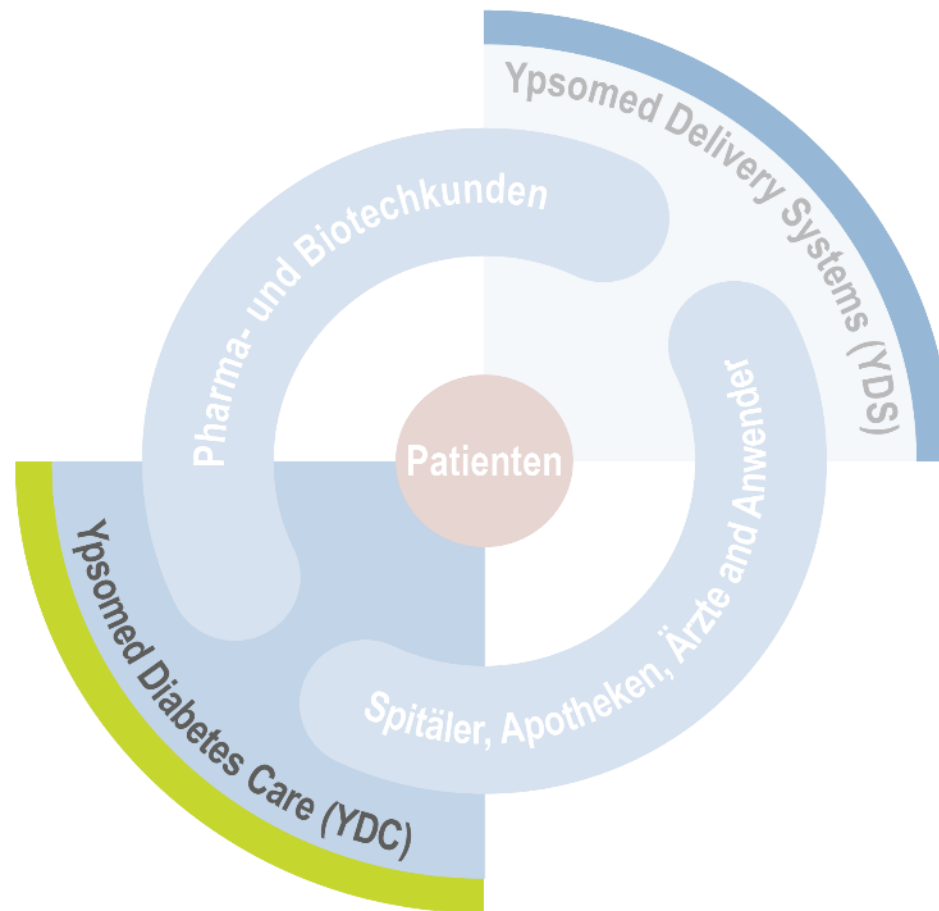 Ypsomed Delivery Systems (YDS)
Pharma- und Biotechkunden
Patienten
Spitäler, Apotheken, Ärzte and Anwender
Ypsomed Diabetes Care (YDC)